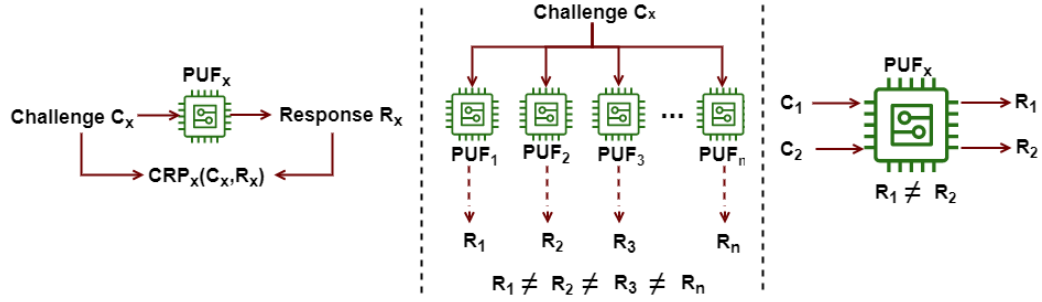 PUFx
Challenge Cx
Response Rx
CRPx(Cx,Rx)
Challenge Cx
...
PUF1 PUF2 PUF3 PUFn
R1 R2 R3 Rn
R1 ≠ R2 ≠ R3 ≠ Rn
PUFx
C1 R1
C2 R2
R1 ≠ R2